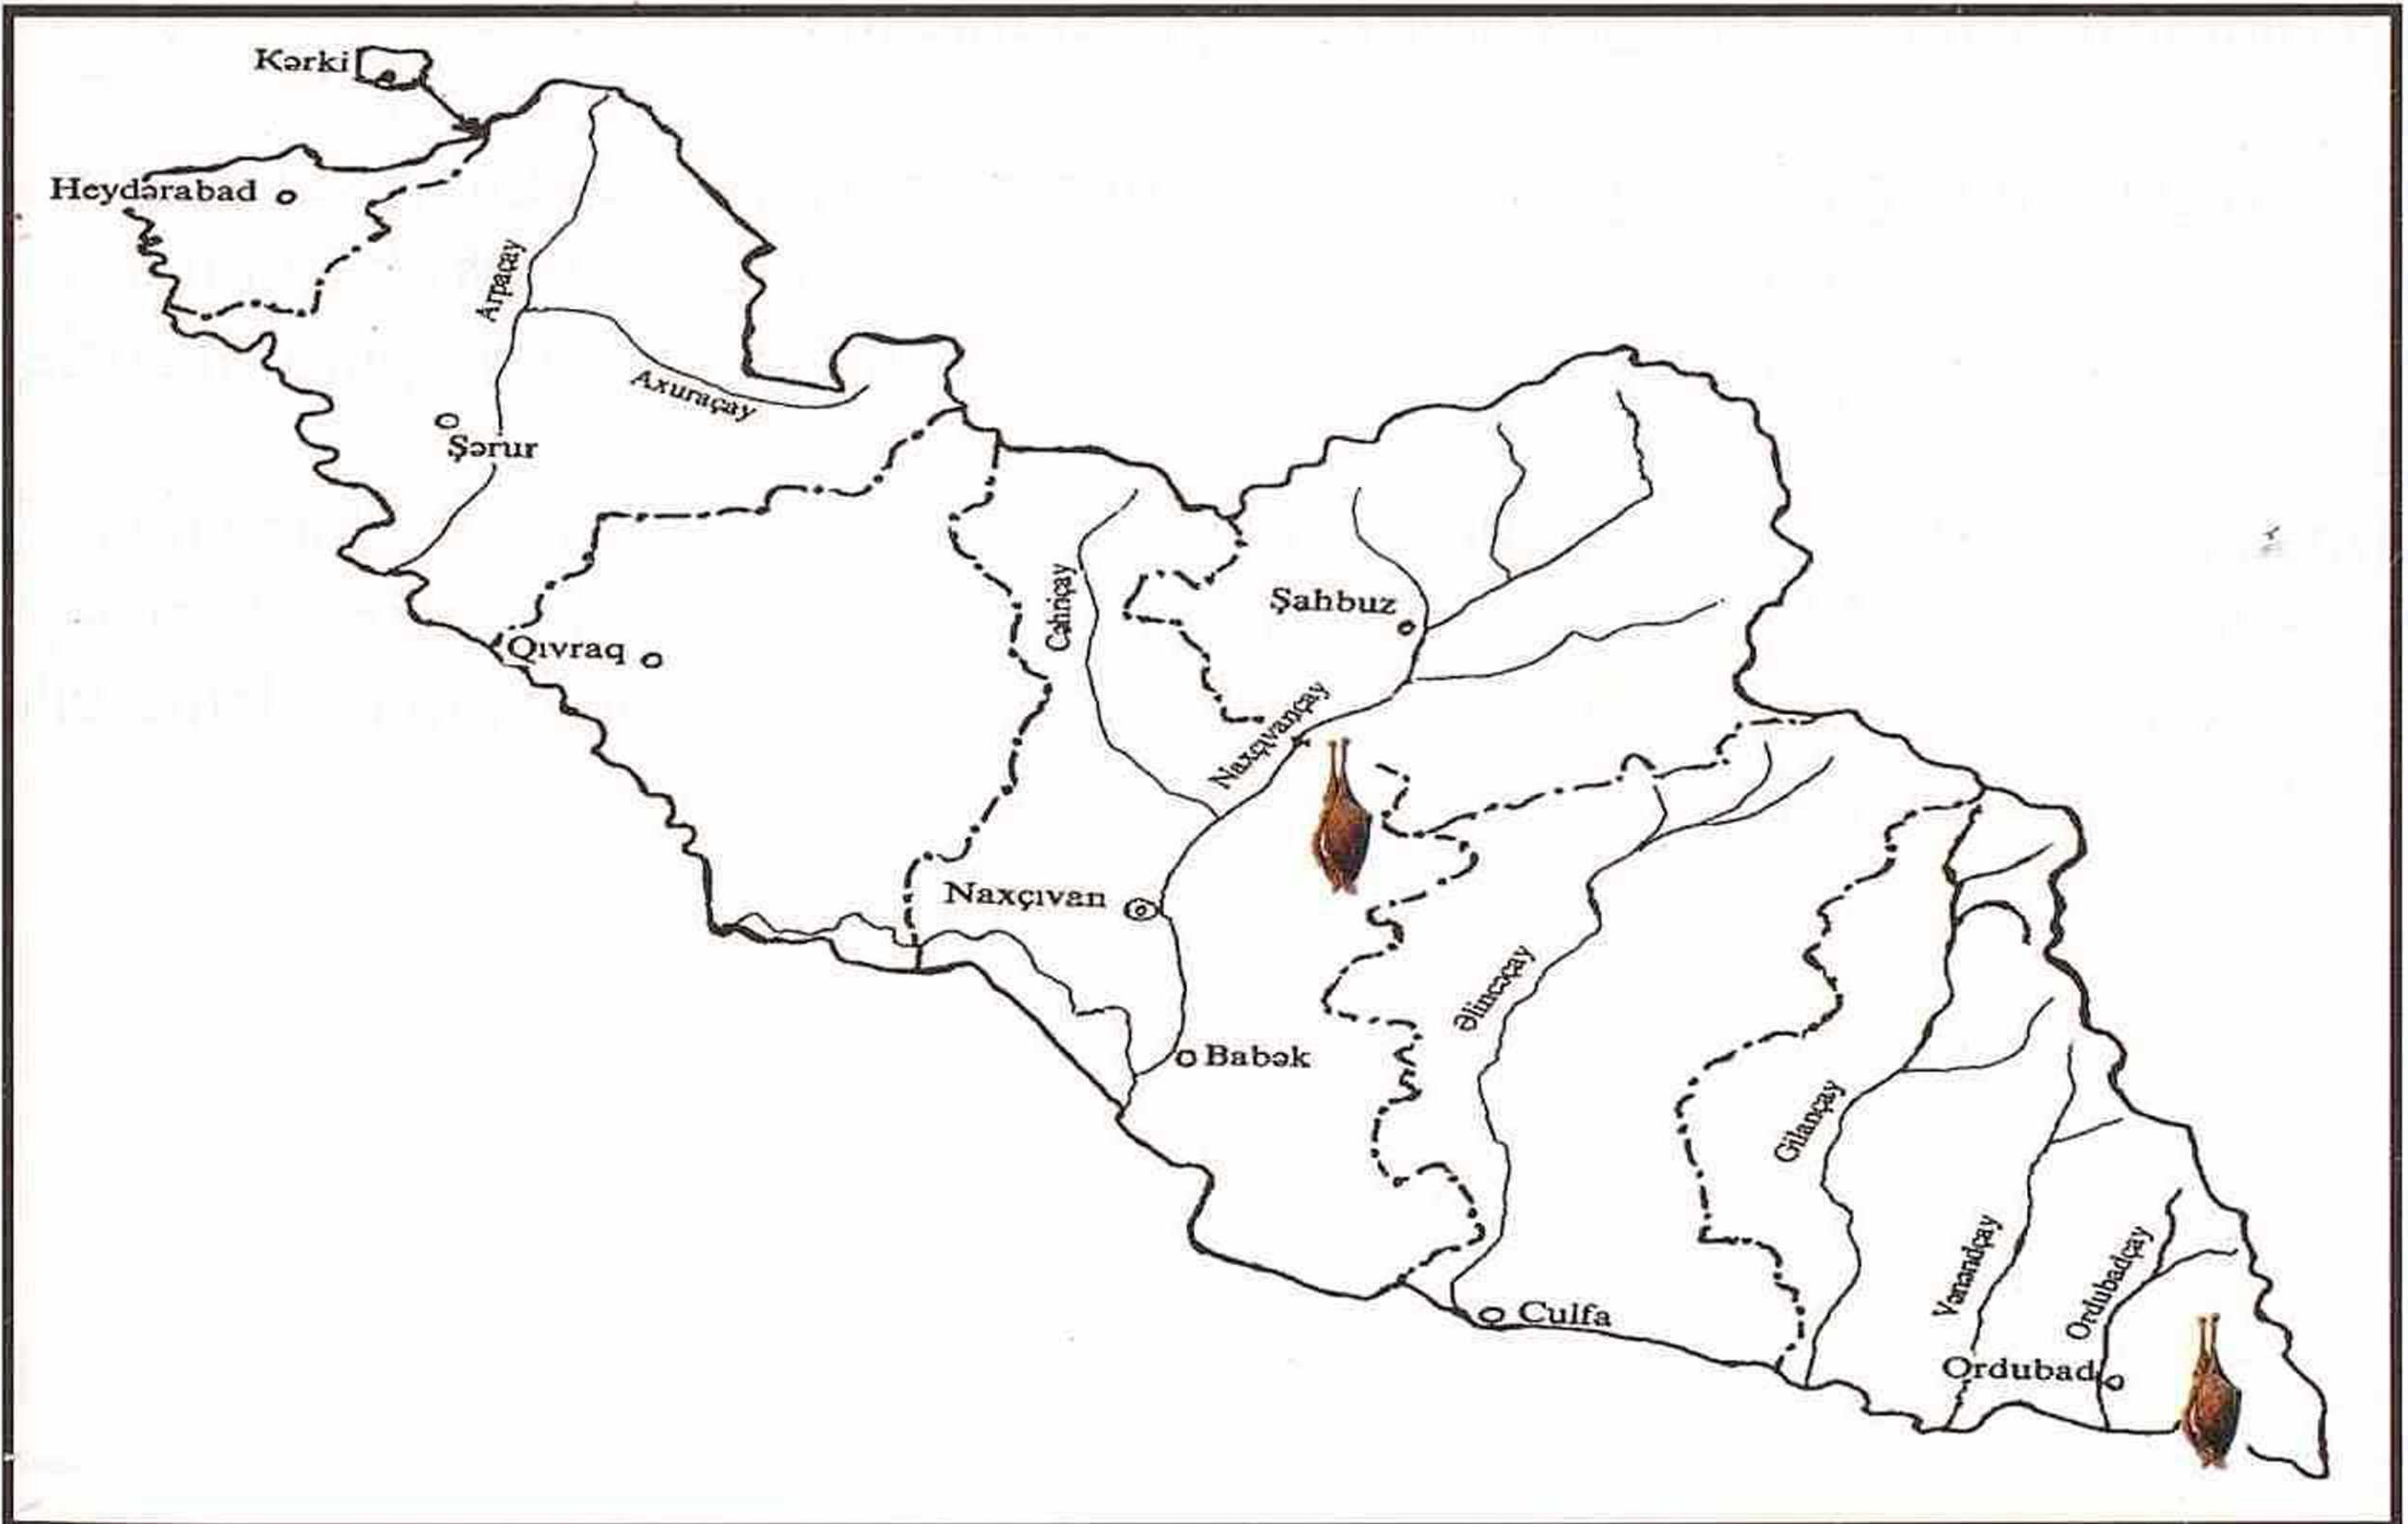 Kərki
Heydərabad
Arpaçay
Axuraçay
Şərur
Qıvraq
Cəhriçay
Şahbuz
Naxçıvançay
Naxçıvan
Əlincəçay
Babək
Gilançay
Vənəndçay
Ordubadçay
Culfa
Ordubad